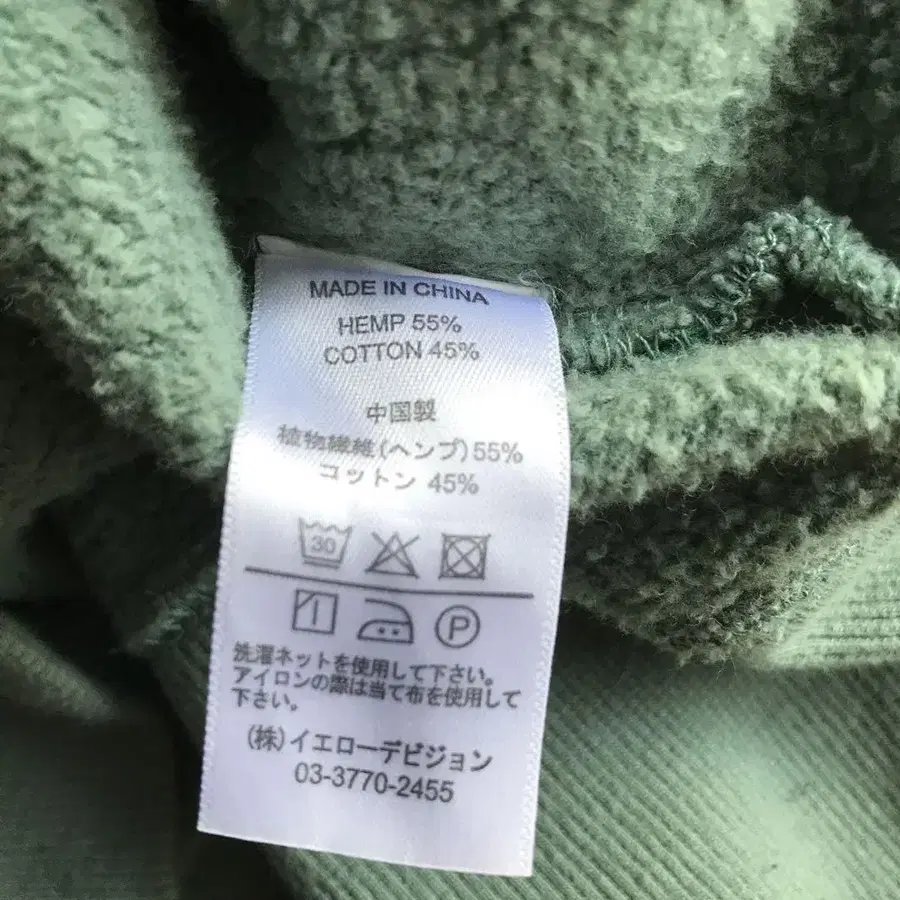 MADE IN CHINA
HEMP 55%
COTTON 45%
中国製
植物繊維(ヘンプ)55%
コットン 45%
30
P
洗濯ネットを使用して下さい。
アイロンの際は当て布を使用して
下さい。
(株)イエローデビジョン
03-3770-2455